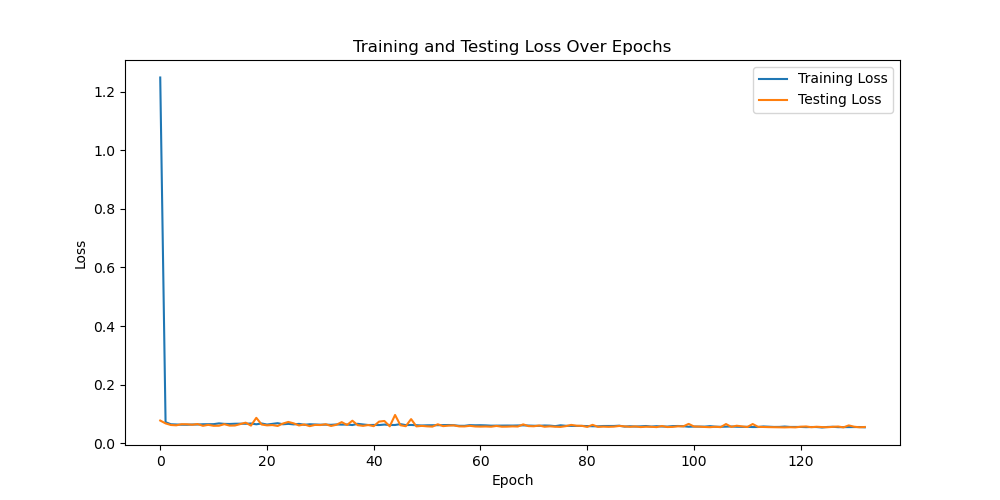 Training and Testing Loss Over Epochs
Training Loss
Testing Loss
1.2
1.0
0.8
0.6
0.4
0.2
0.0
Loss
0 20 40 60 80 100 120
Epoch